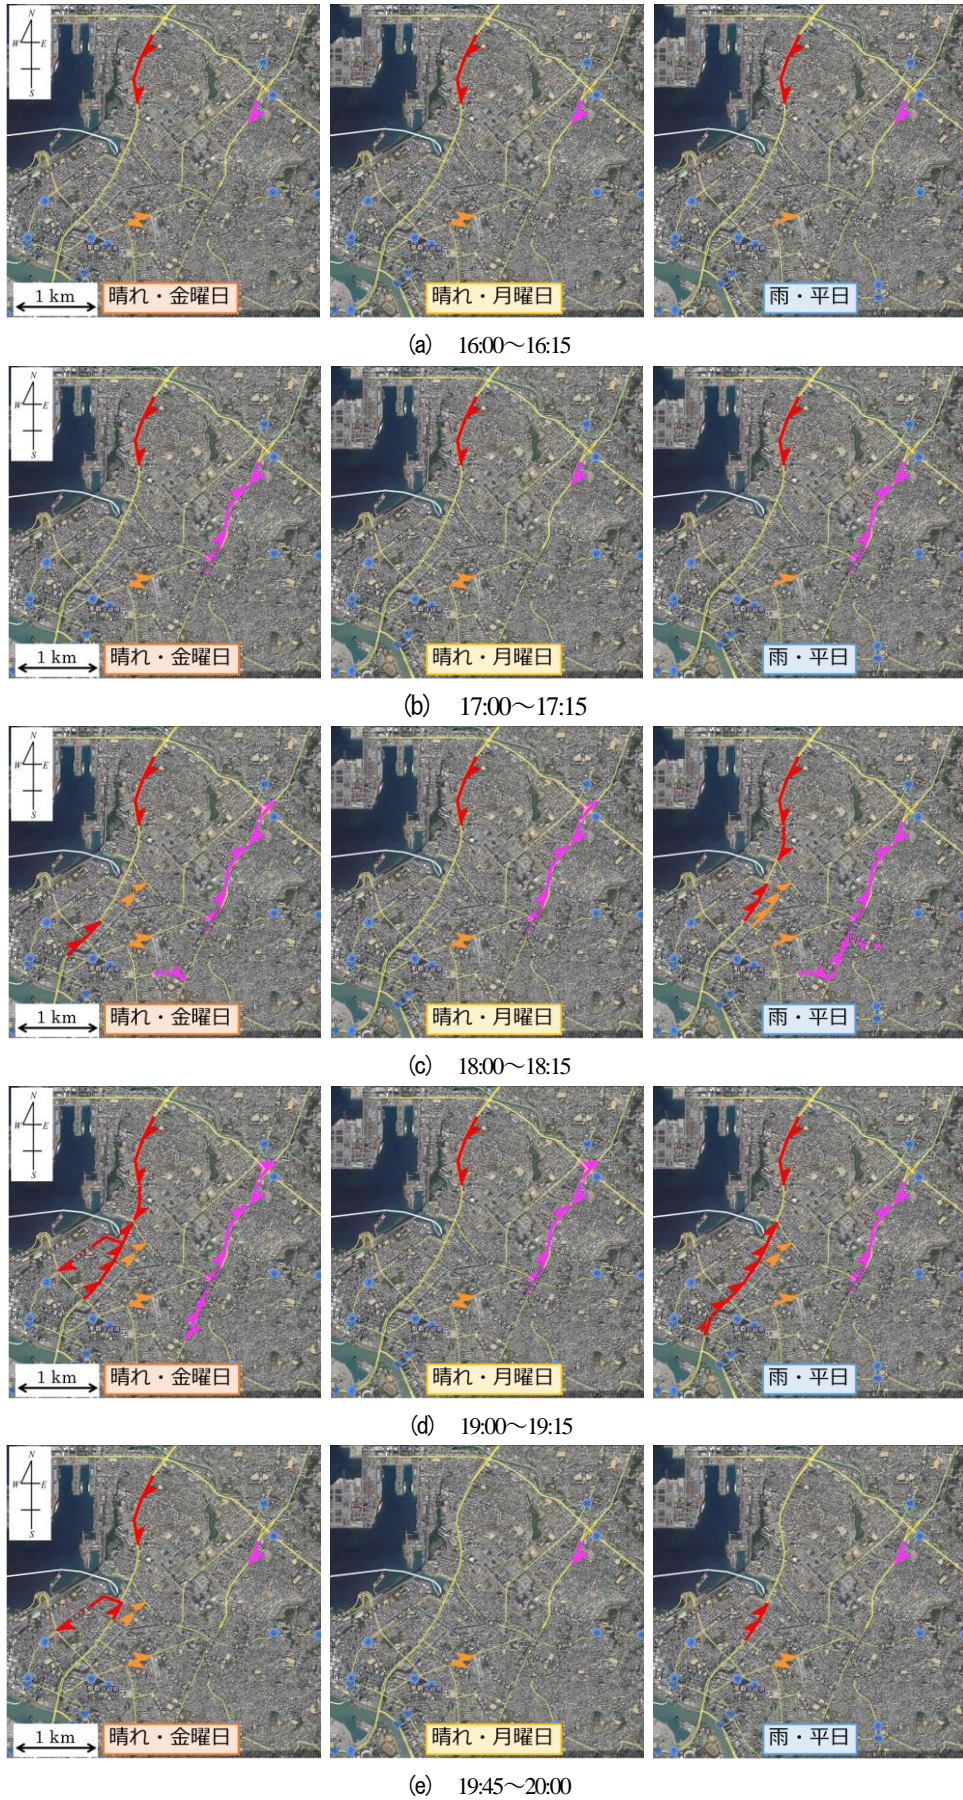 N
W E
S
1 km
晴れ・金曜日
晴れ・月曜日
雨・平日
(a) 16:00～16:15
N
W E
S
1 km
晴れ・金曜日
晴れ・月曜日
雨・平日
(b) 17:00～17:15
N
W E
S
1 km
晴れ・金曜日
晴れ・月曜日
雨・平日
(c) 18:00～18:15
N
W E
S
1 km
晴れ・金曜日
晴れ・月曜日
雨・平日
(d) 19:00～19:15
N
W E
S
1 km
晴れ・金曜日
晴れ・月曜日
雨・平日
(e) 19:45～20:00